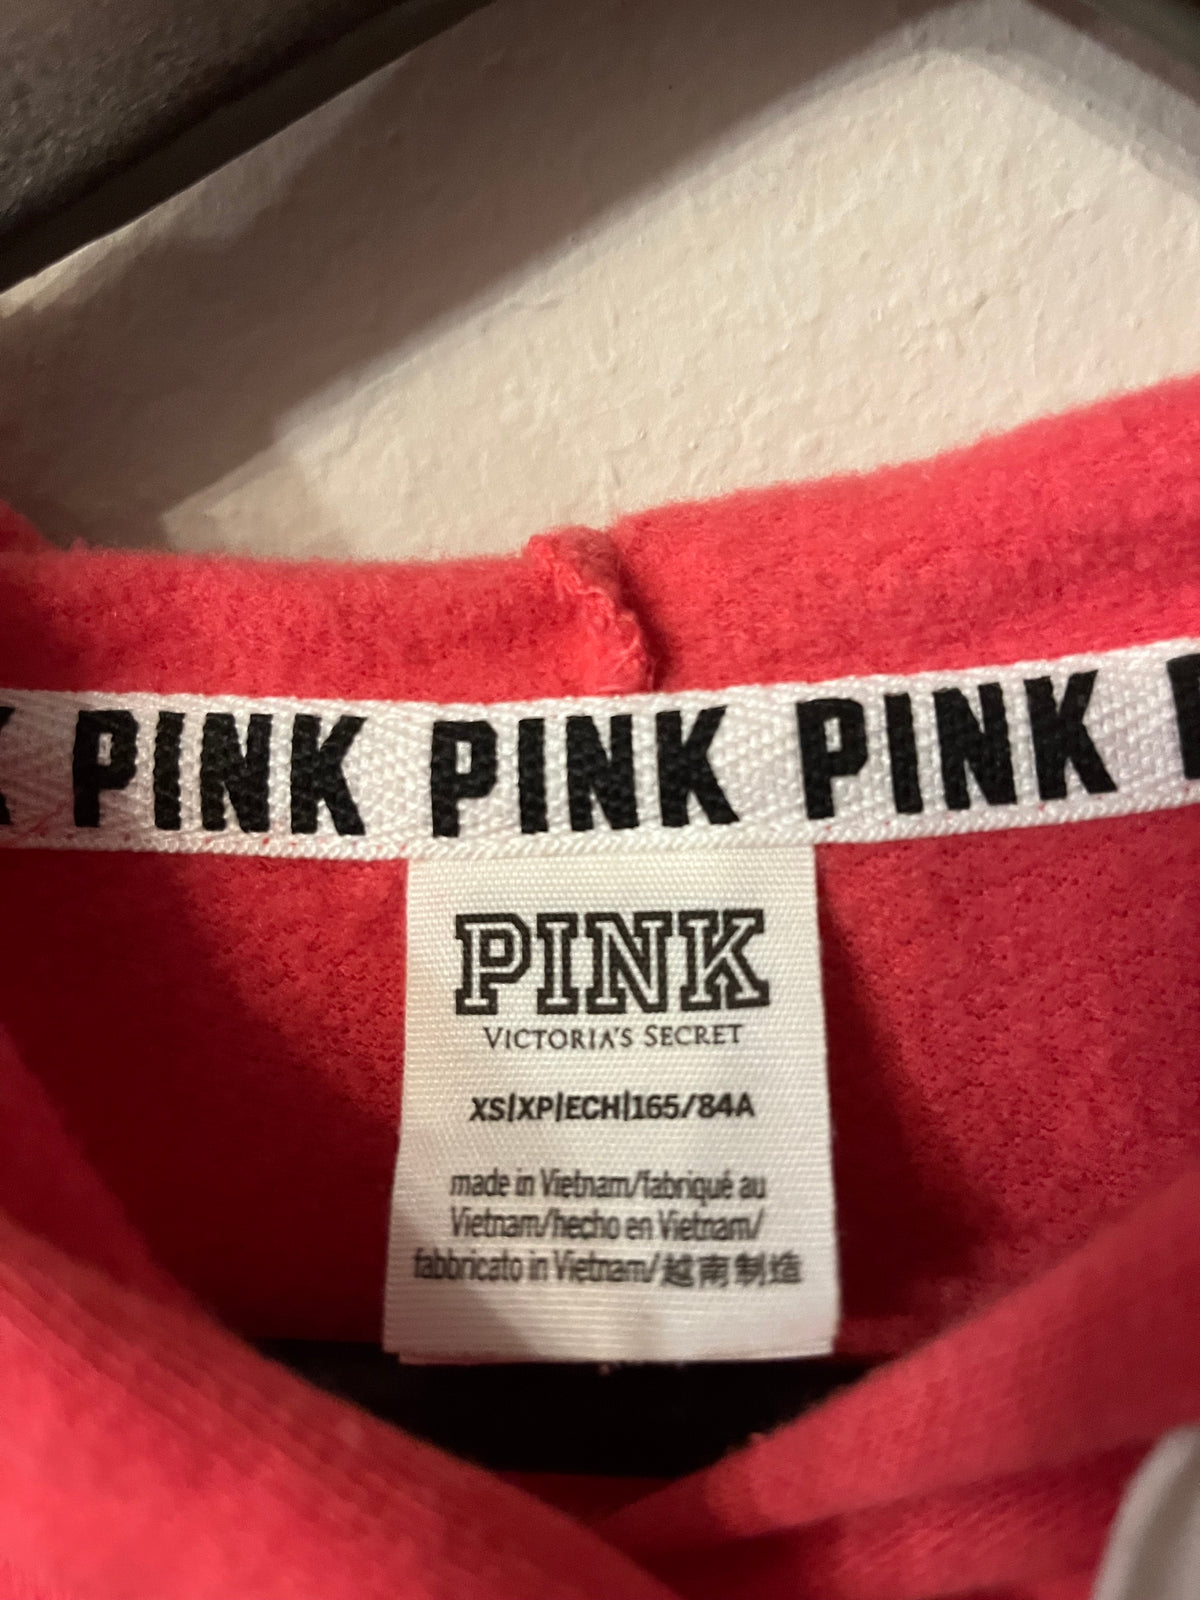 PINK PINK PINK
PINK
VICTORIA'S SECRET
XS|XP|ECH|165/84A
made in Vietnam/fabriqué au
Vietnam/hecho en Vietnam/
fabbricato in Vietnam/越南制造